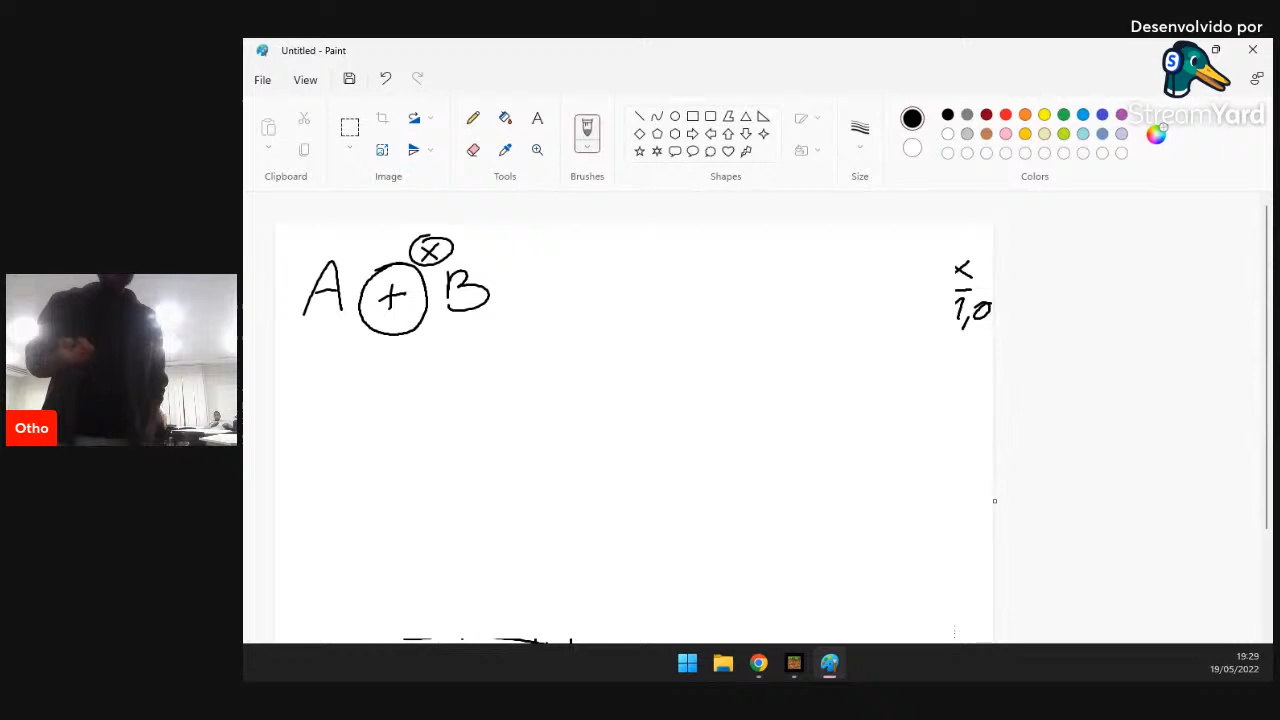 Desenvolvido por
StreamYard
Untitled - Paint
File
View
Clipboard
Image
Tools
Brushes
Shapes
Size
Colors
A + B
x
x
1,0
Otho
19:29
19/05/2022